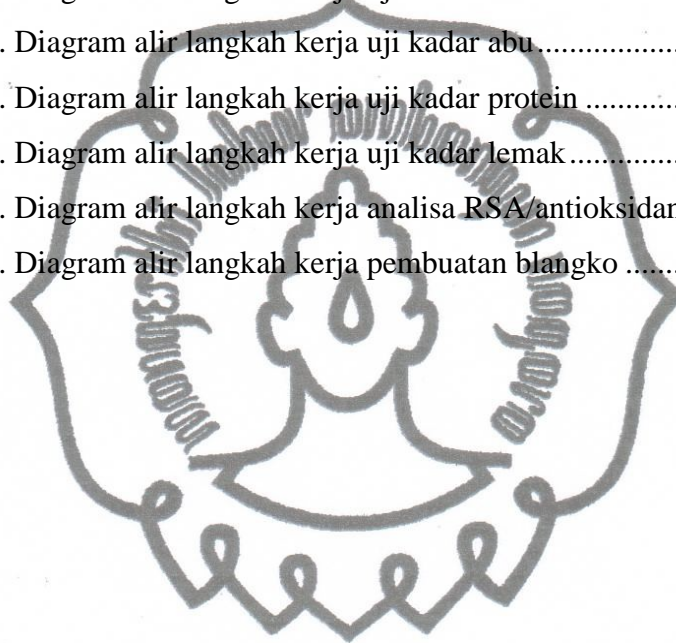 . Diagram alir langkah kerja uji kadar abu....................
. Diagram alir langkah kerja uji kadar protein ..............
. Diagram alir langkah kerja uji kadar lemak................
. Diagram alir langkah kerja analisa RSA/antioksidan
. Diagram alir langkah kerja pembuatan blangko .......